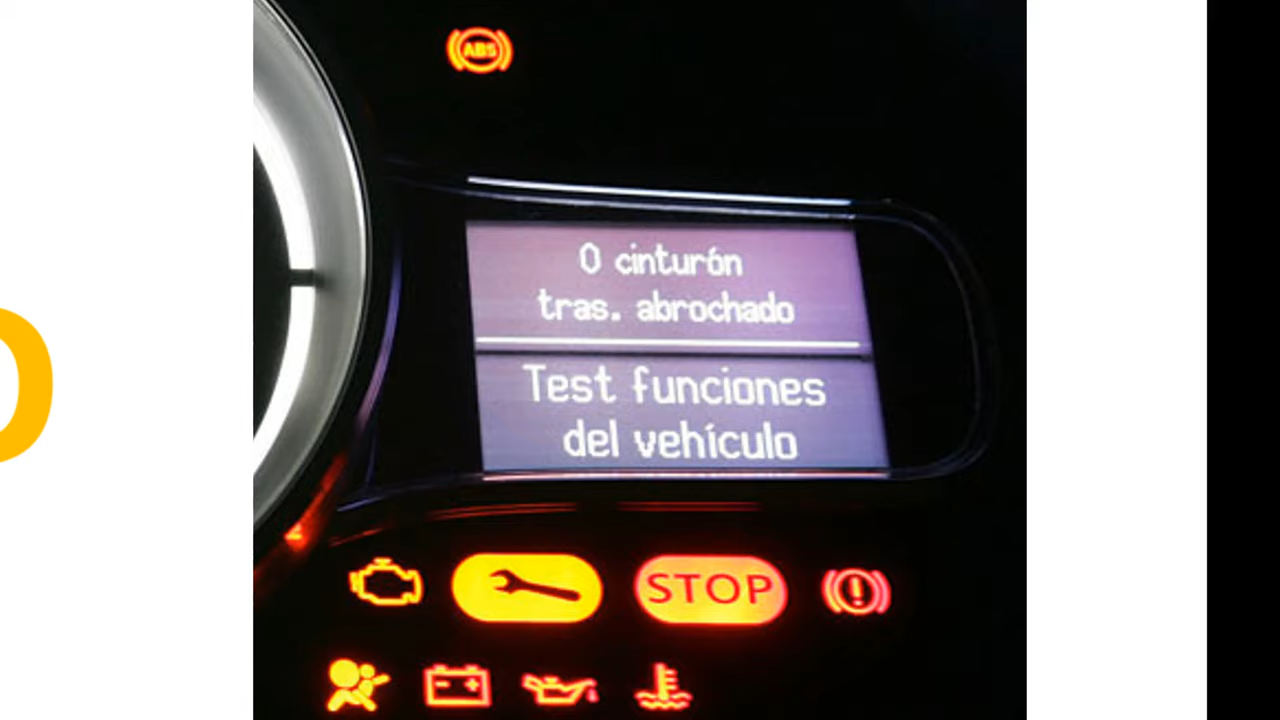 ABS
0 cinturón
tras. abrochado
Test funciones
del vehículo
STOP